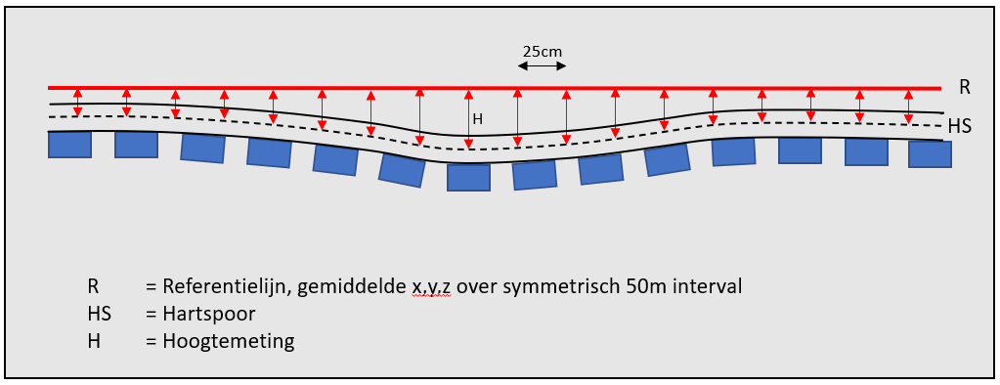 25cm
R
H
HS
R = Referentielijn, gemiddelde x,y,z over symmetrisch 50m interval
HS = Hartspoor
H = Hoogtemeting